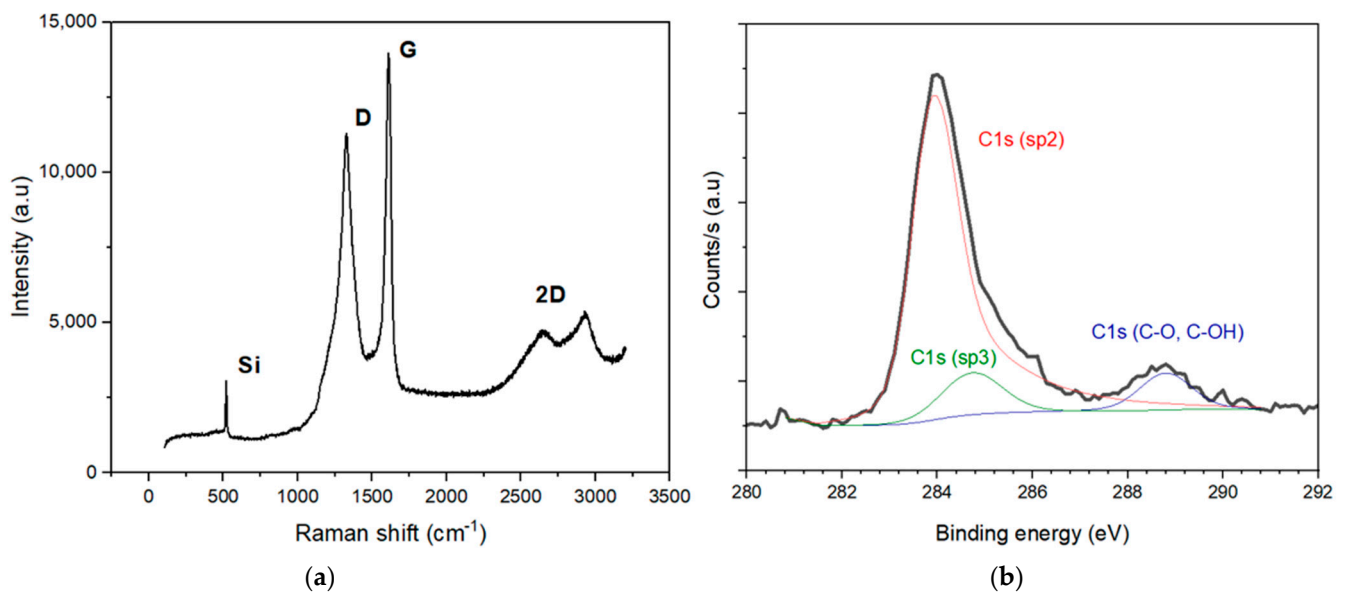 15,000
10,000
5,000
0
Intensity (a.u)
Si
D
G
2D
0 500 1000 1500 2000 2500 3000 3500
Raman shift (cm⁻¹)
(a)
Counts/s (a.u)
C1s (sp2)
C1s (sp3)
C1s (C-O, C-OH)
280 282 284 286 288 290 292
Binding energy (eV)
(b)